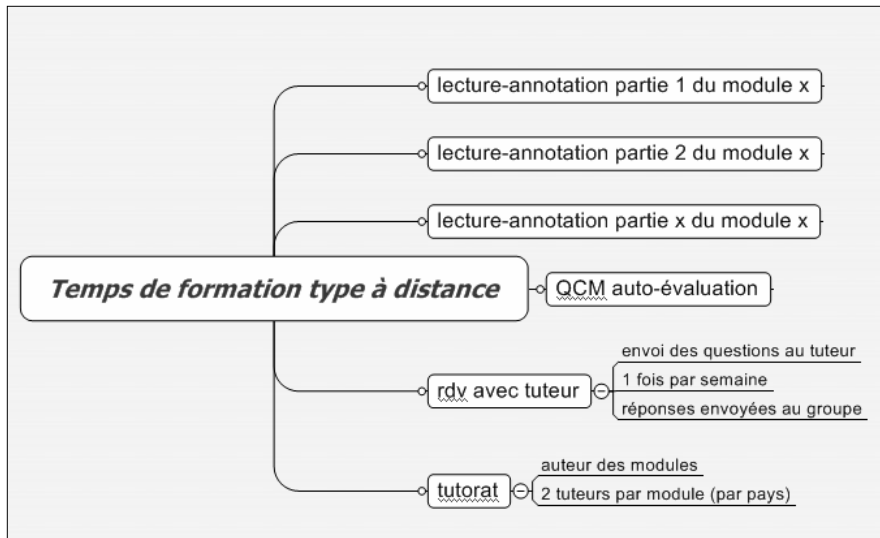 lecture-annotation partie 1 du module x
lecture-annotation partie 2 du module x
lecture-annotation partie x du module x
Temps de formation type à distance
QCM auto-évaluation
rdv avec tuteur
envoi des questions au tuteur
1 fois par semaine
réponses envoyées au groupe
tutorat
auteur des modules
2 tuteurs par module (par pays)